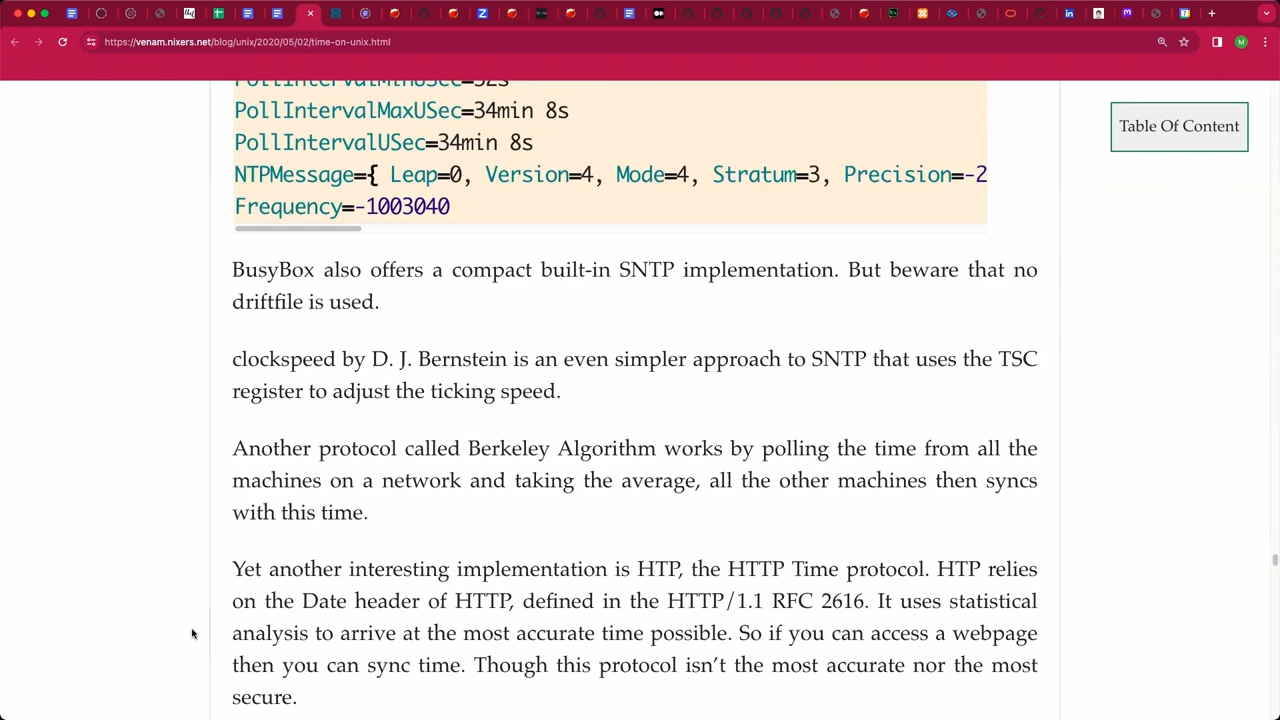 https://venam.nixers.net/blog/unix/2020/05/02/time-on-unix.html
M
PollIntervalMinUSec=32s
PollIntervalMaxUSec=34min 8s
PollIntervalUSec=34min 8s
NTPMessage={ Leap=0, Version=4, Mode=4, Stratum=3, Precision=-2
Frequency=-1003040
Table Of Content
BusyBox also offers a compact built-in SNTP implementation. But beware that no
driftfile is used.
clockspeed by D. J. Bernstein is an even simpler approach to SNTP that uses the TSC
register to adjust the ticking speed.
Another protocol called Berkeley Algorithm works by polling the time from all the
machines on a network and taking the average, all the other machines then syncs
with this time.
Yet another interesting implementation is HTP, the HTTP Time protocol. HTP relies
on the Date header of HTTP, defined in the HTTP/1.1 RFC 2616. It uses statistical
analysis to arrive at the most accurate time possible. So if you can access a webpage
then you can sync time. Though this protocol isn't the most accurate nor the most
secure.